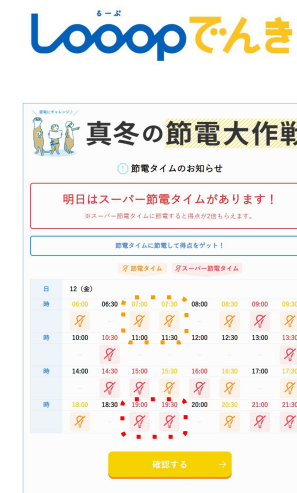 るーぷ
Looopでんき
節電にチャレンジ!
真冬の節電大作戦
節電タイムのお知らせ
明日はスーパー節電タイムがあります！
※スーパー節電タイムに節電すると得点が2倍もらえます。
節電タイムに節電して得点をゲット！
節電タイム スーパー節電タイム
日 12（金）
時 06:00 06:30 07:00 07:30 08:00 08:30 09:00 09:30
時 10:00 10:30 11:00 11:30 12:00 12:30 13:00 13:30
時 14:00 14:30 15:00 15:30 16:00 16:30 17:00 17:30
時 18:00 18:30 19:00 19:30 20:00 20:30 21:00 21:30
確認する →